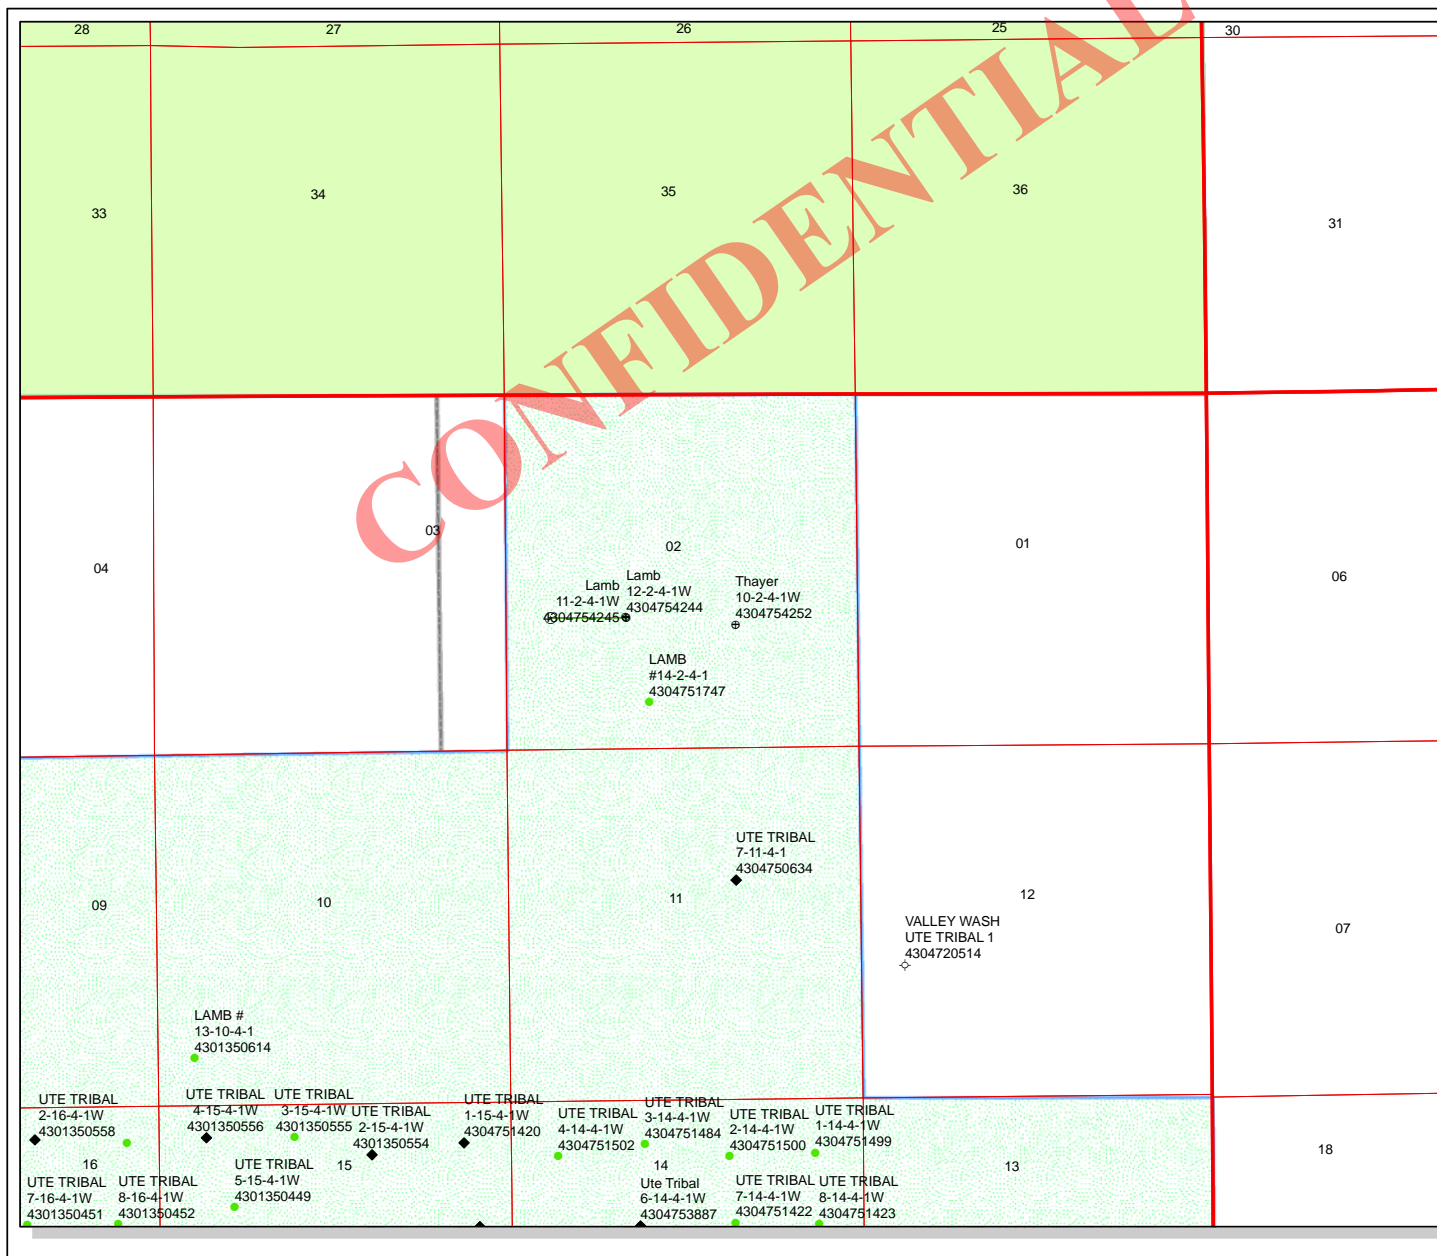 28
27
26
25
30
CONFIDENTIAL
33
34
35
36
31
04
03
02
01
06
Lamb
11-2-4-1W
4304754245
Lamb
12-2-4-1W
4304754244
Thayer
10-2-4-1W
4304754252
LAMB
#14-2-4-1
4304751747
UTE TRIBAL
7-11-4-1
4304750634
09
10
11
12
07
VALLEY WASH
UTE TRIBAL 1
4304720514
LAMB #
13-10-4-1
4301350614
UTE TRIBAL
2-16-4-1W
4301350558
UTE TRIBAL
4-15-4-1W
4301350556
UTE TRIBAL
3-15-4-1W
4301350555
UTE TRIBAL
2-15-4-1W
4301350554
UTE TRIBAL
1-15-4-1W
4304751420
UTE TRIBAL
4-14-4-1W
4304751502
UTE TRIBAL
3-14-4-1W
4304751484
UTE TRIBAL
2-14-4-1W
4304751500
UTE TRIBAL
1-14-4-1W
4304751499
16
15
14
13
18
UTE TRIBAL
7-16-4-1W
4301350451
UTE TRIBAL
8-16-4-1W
4301350452
UTE TRIBAL
5-15-4-1W
4301350449
Ute Tribal
6-14-4-1W
4304753887
UTE TRIBAL
7-14-4-1W
4304751422
UTE TRIBAL
8-14-4-1W
4304751423